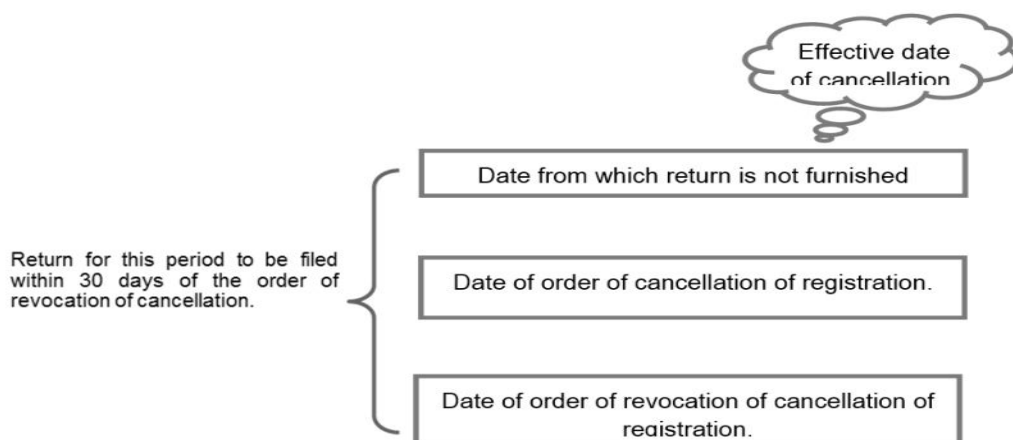 Effective date
of cancellation
Date from which return is not furnished
Return for this period to be filed
within 30 days of the order of
revocation of cancellation.
Date of order of cancellation of registration.
Date of order of revocation of cancellation of
registration.